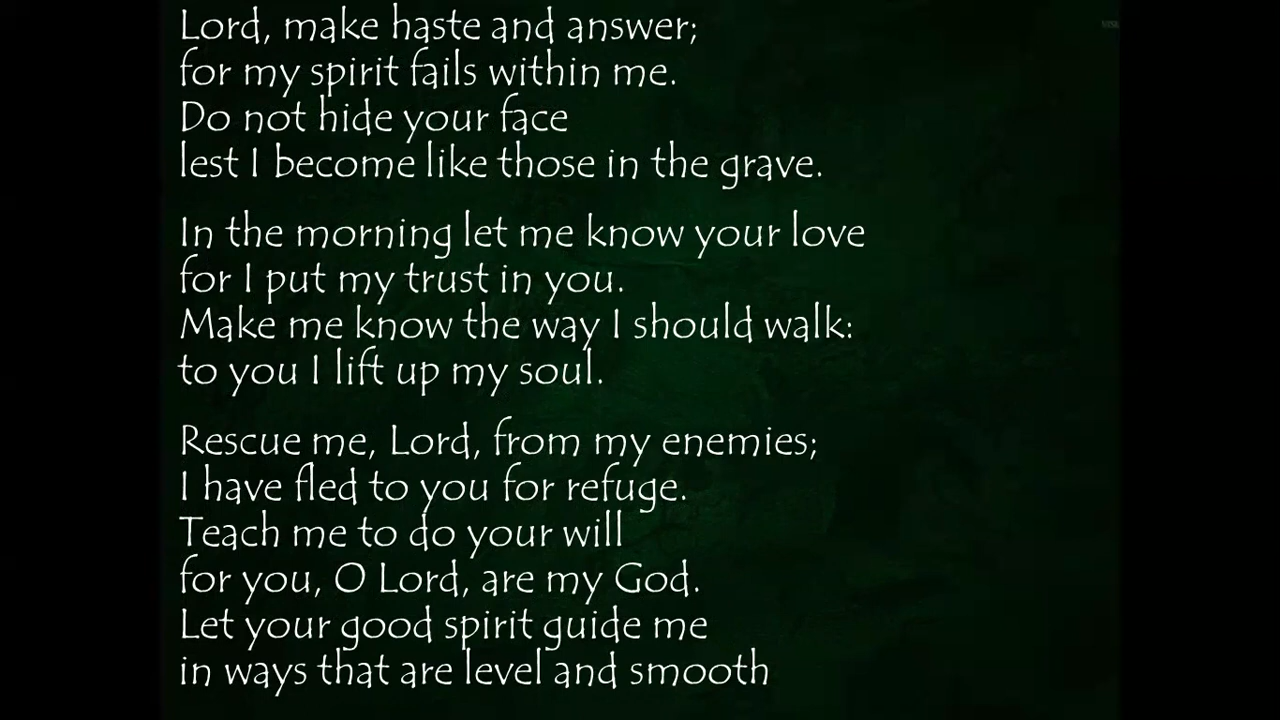 Lord, make haste and answer;
for my spirit fails within me.
Do not hide your face
lest I become like those in the grave.
In the morning let me know your love
for I put my trust in you.
Make me know the way I should walk:
to you I lift up my soul.
Rescue me, Lord, from my enemies;
I have fled to you for refuge.
Teach me to do your will
for you, O Lord, are my God.
Let your good spirit guide me
in ways that are level and smooth